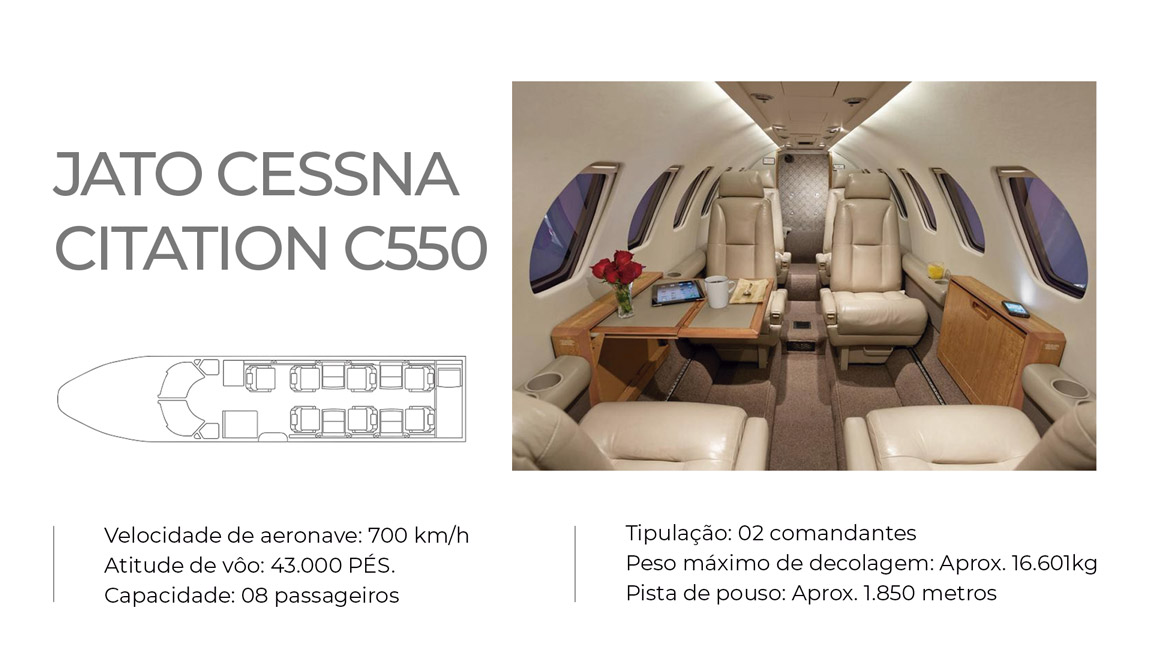 JATO CESSNA
CITATION C550
Velocidade de aeronave: 700 km/h
Atitude de vôo: 43.000 PÉS.
Capacidade: 08 passageiros
Tipulação: 02 comandantes
Peso máximo de decolagem: Aprox. 16.601kg
Pista de pouso: Aprox. 1.850 metros